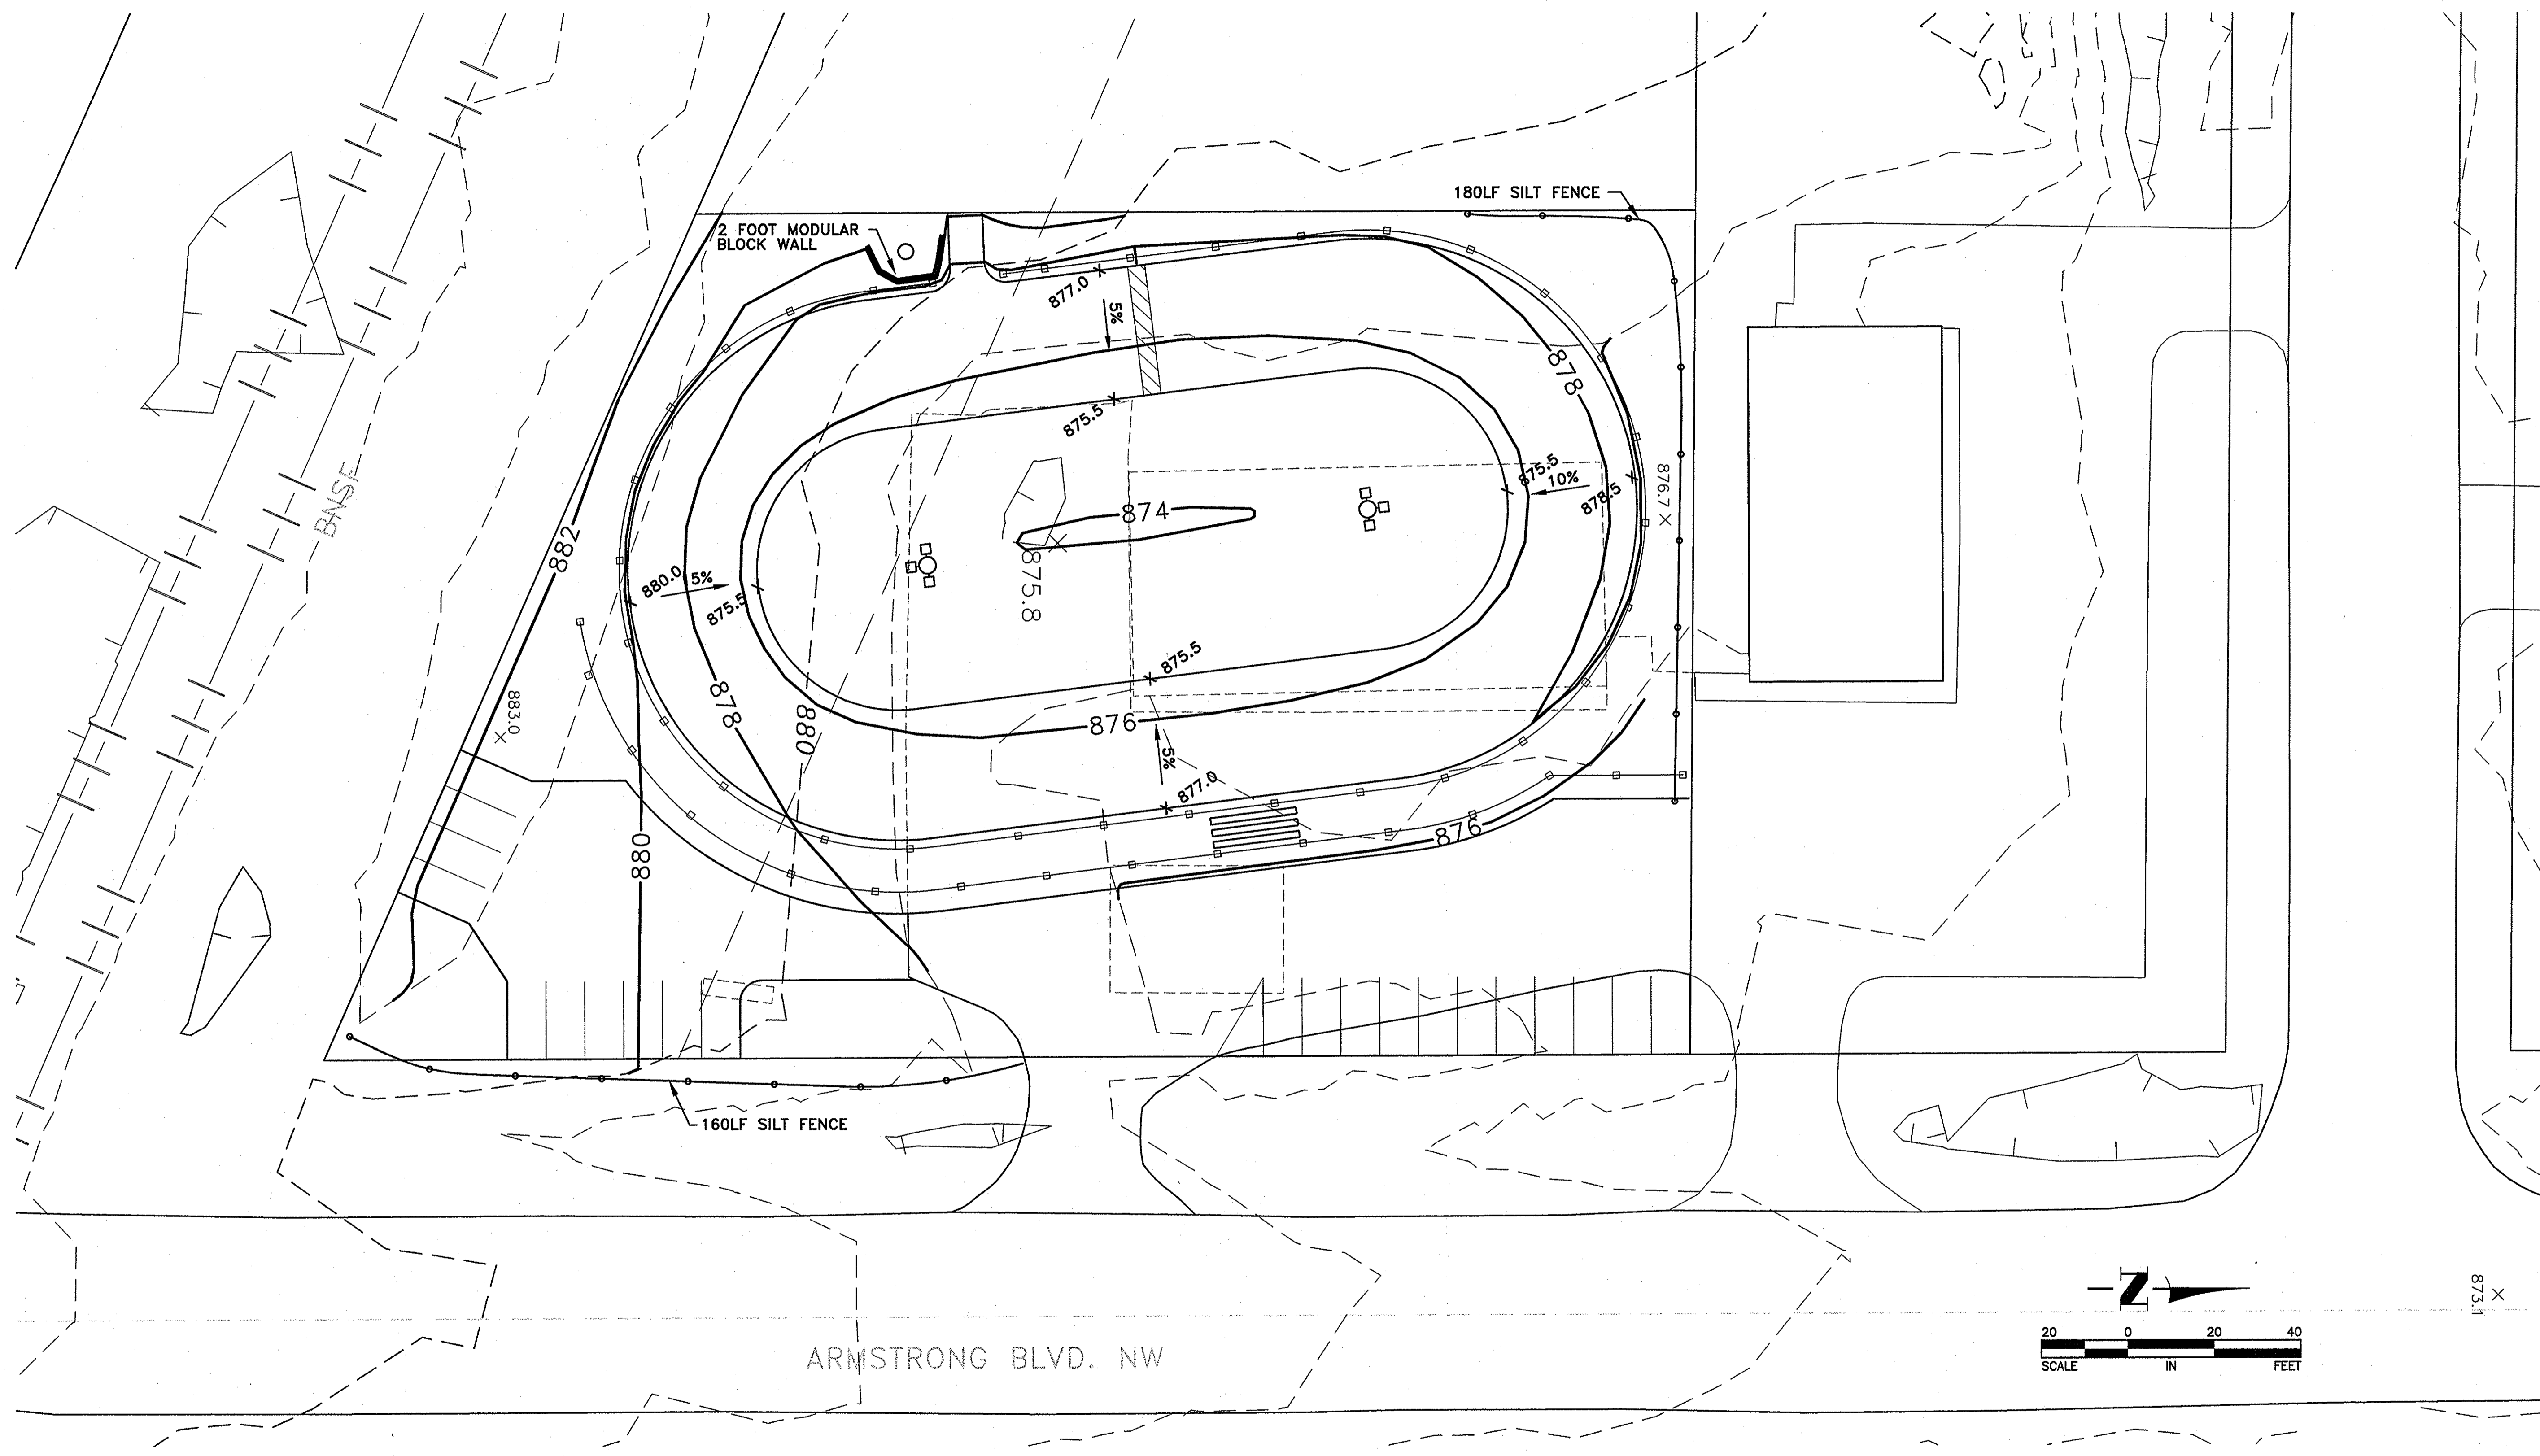 180LF SILT FENCE
2 FOOT MODULAR
BLOCK WALL
877.0
5%
878
875.5
875.5
10%
878.5
876.7
BNSF
874
882
880.0
5%
875.5
875.8
875.5
883.0
878
880
876
5%
877.0
876
880
160LF SILT FENCE
N
873.1
20 0 20 40
SCALE IN FEET
ARMSTRONG BLVD. NW